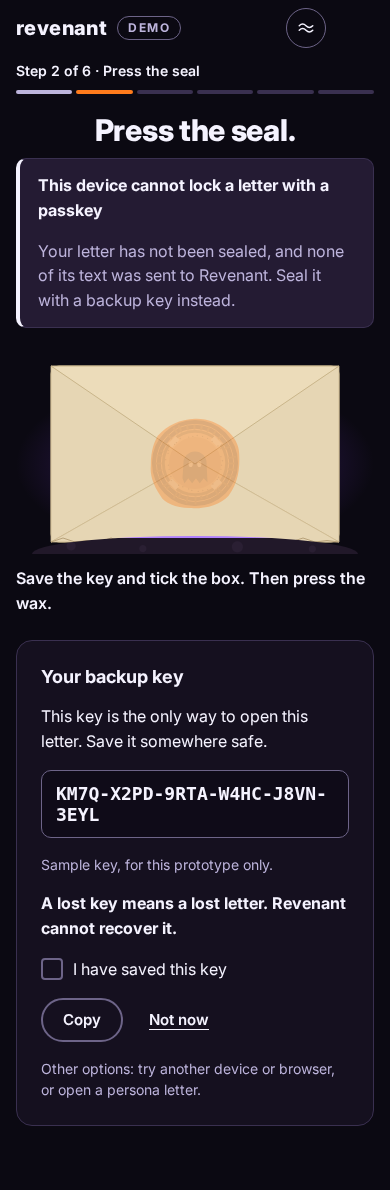 revenant DEMO
Step 2 of 6 · Press the seal
Press the seal.
This device cannot lock a letter with a
passkey
Your letter has not been sealed, and none
of its text was sent to Revenant. Seal it
with a backup key instead.
Save the key and tick the box. Then press the
wax.
Your backup key
This key is the only way to open this
letter. Save it somewhere safe.
KM7Q-X2PD-9RTA-W4HC-J8VN-
3EYL
Sample key, for this prototype only.
A lost key means a lost letter. Revenant
cannot recover it.
I have saved this key
Copy Not now
Other options: try another device or browser,
or open a persona letter.